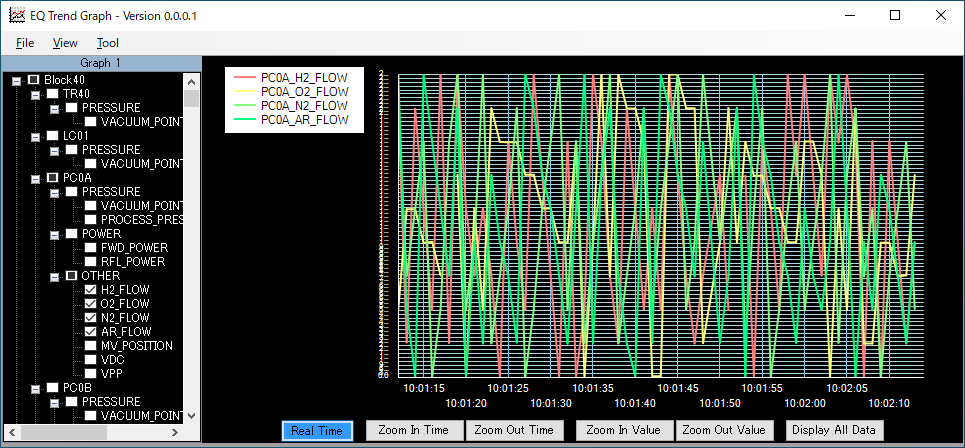 EQ Trend Graph - Version 0.0.0.1
File View Tool
Graph 1
Block40
TR40
PRESSURE
VACUUM_POINT
LC01
PRESSURE
VACUUM_POINT
PC0A
PRESSURE
VACUUM_POINT
PROCESS_PRES
POWER
FWD_POWER
RFL_POWER
OTHER
H2_FLOW
O2_FLOW
N2_FLOW
AR_FLOW
MV_POSITION
VDC
VPP
PC0B
PRESSURE
VACUUM_POINT
PC0A_H2_FLOW
PC0A_O2_FLOW
PC0A_N2_FLOW
PC0A_AR_FLOW
10:01:15 10:01:25 10:01:35 10:01:45 10:01:55 10:02:05
10:01:20 10:01:30 10:01:40 10:01:50 10:02:00 10:02:10
Real Time Zoom In Time Zoom Out Time Zoom In Value Zoom Out Value Display All Data